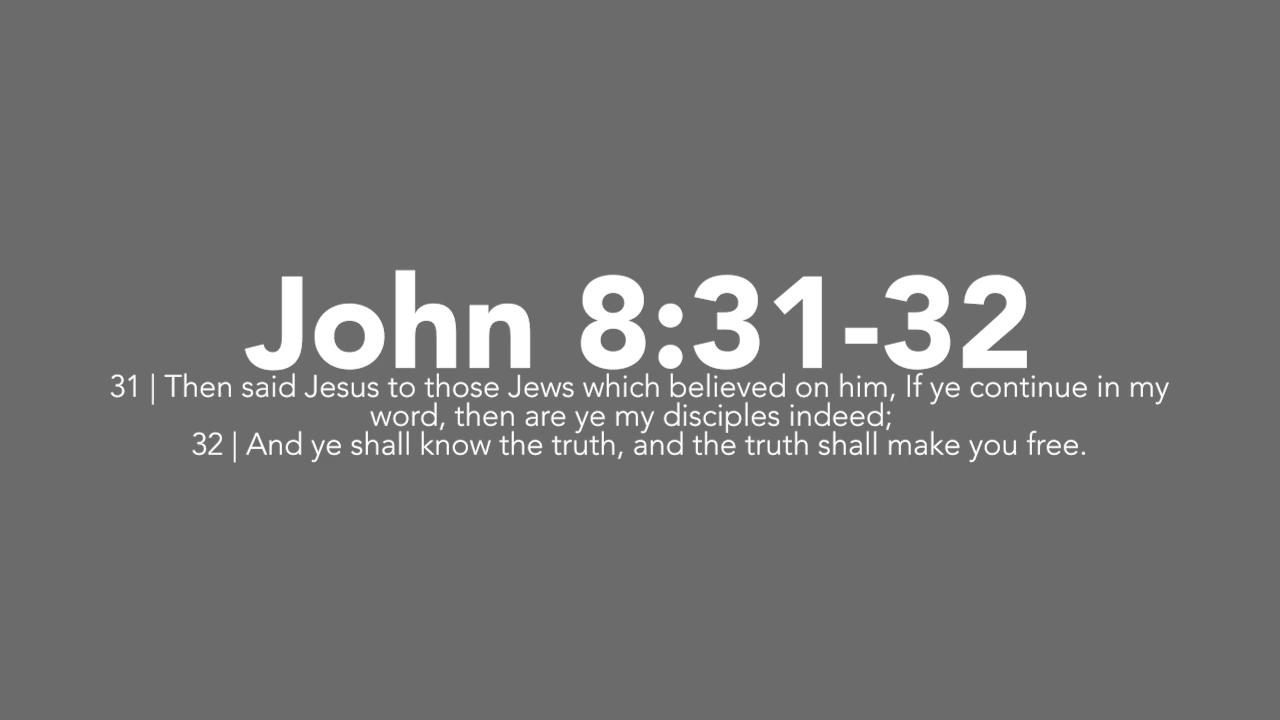 John 8:31-32
31 | Then said Jesus to those Jews which believed on him, If ye continue in my
word, then are ye my disciples indeed;
32 | And ye shall know the truth, and the truth shall make you free.